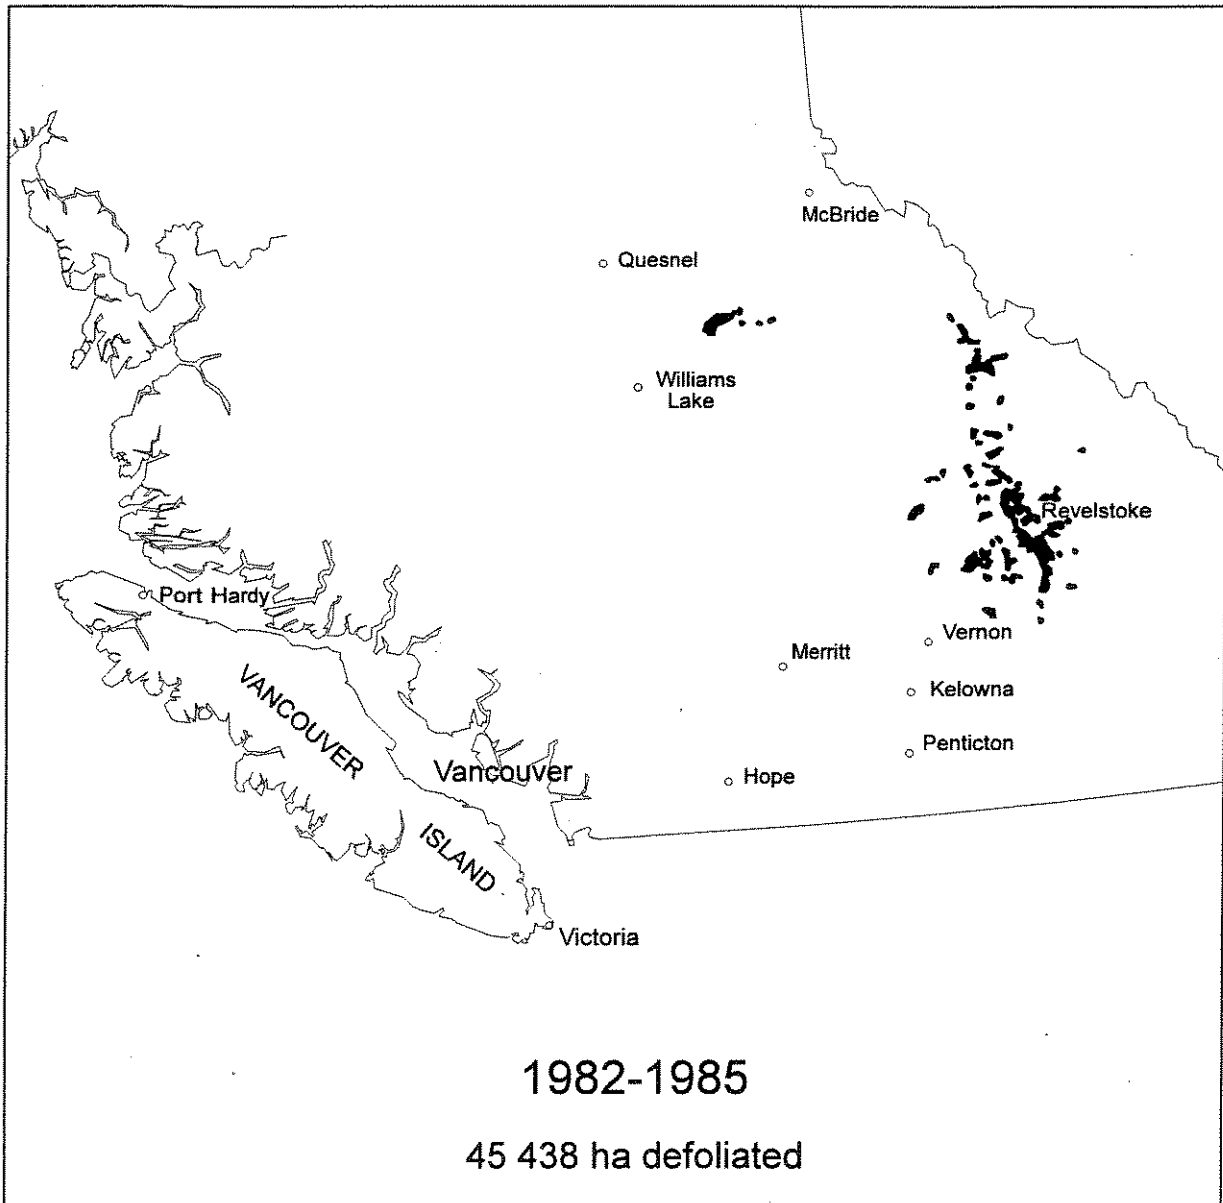 McBride
Quesnel
Williams
Lake
Revelstoke
Port Hardy
Vernon
Merritt
VANCOUVER
Kelowna
Penticton
Vancouver
Hope
ISLAND
Victoria
1982-1985
45 438 ha defoliated